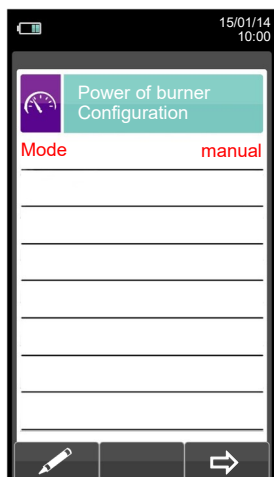 15/01/14
10:00
Power of burner
Configuration
Mode manual